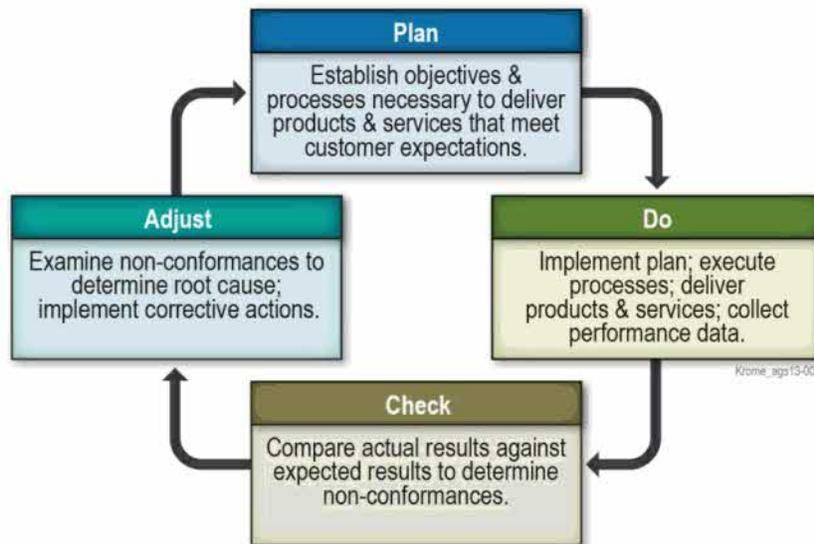 Plan
Establish objectives &
processes necessary to deliver
products & services that meet
customer expectations.
Adjust
Examine non-conformances to
determine root cause;
implement corrective actions.
Do
Implement plan; execute
processes; deliver
products & services; collect
performance data.
Krome_ags13-00
Check
Compare actual results against
expected results to determine
non-conformances.